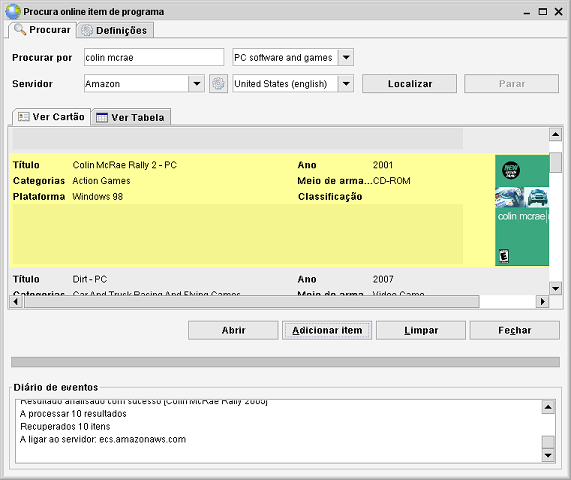 Procura online item de programa
Procurar Definições
Procurar por colin mcrae PC software and games
Servidor Amazon United States (english) Localizar Parar
Ver Cartão Ver Tabela
Título Colin McRae Rally 2 - PC Ano 2001
Categorias Action Games Meio de arma... CD-ROM
Plataforma Windows 98 Classificação
NEW
colin mcrae
E
Título Dirt - PC Ano 2007
Categorias Car And Truck Racing And Flying Games Meio de arma Video Game
Abrir Adicionar item Limpar Fechar
Diário de eventos
Resultado analisado com sucesso [Colin McRae Rally 2005]
A processar 10 resultados
Recuperados 10 itens
A ligar ao servidor: ecs.amazonaws.com